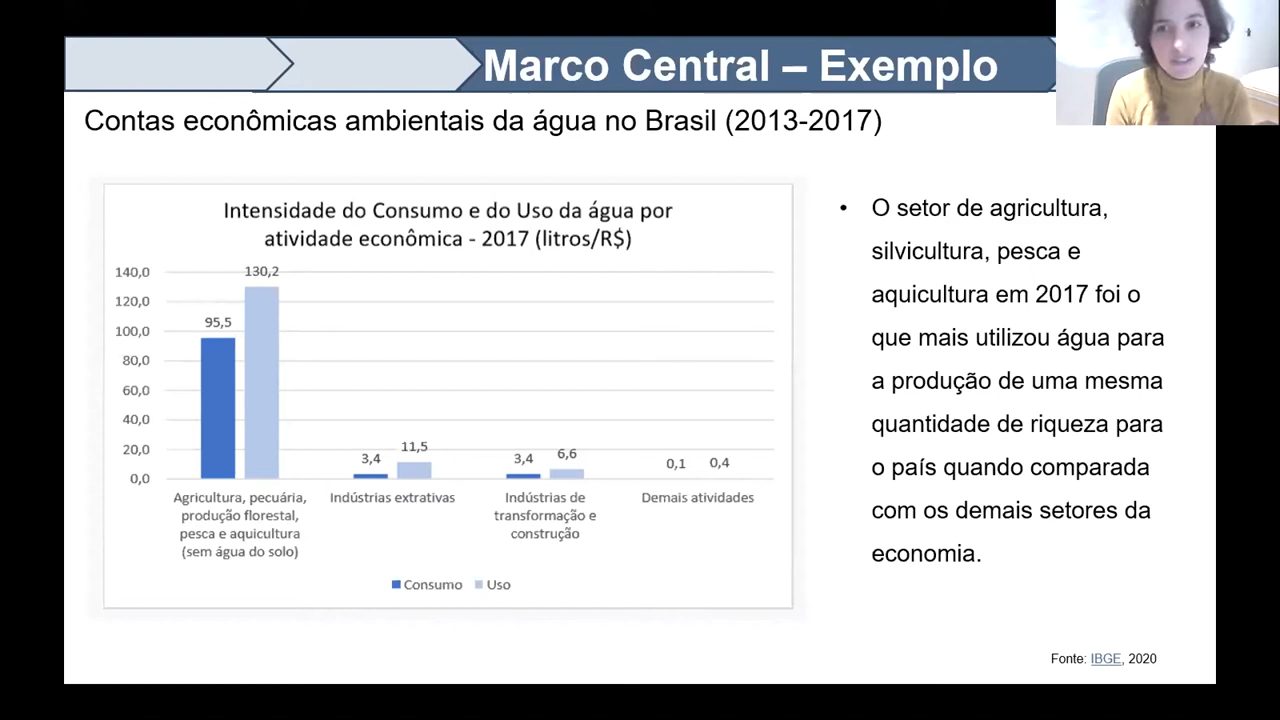 Marco Central – Exemplo
Contas econômicas ambientais da água no Brasil (2013-2017)
Intensidade do Consumo e do Uso da água por
atividade econômica - 2017 (litros/R$)
140,0
120,0
100,0
80,0
60,0
40,0
20,0
0,0
95,5
130,2
3,4
11,5
3,4
6,6
0,1
0,4
Agricultura, pecuária,
produção florestal,
pesca e aquicultura
(sem água do solo)
Indústrias extrativas
Indústrias de
transformação e
construção
Demais atividades
Consumo
Uso
• O setor de agricultura,
silvicultura, pesca e
aquicultura em 2017 foi o
que mais utilizou água para
a produção de uma mesma
quantidade de riqueza para
o país quando comparada
com os demais setores da
economia.
Fonte: IBGE, 2020